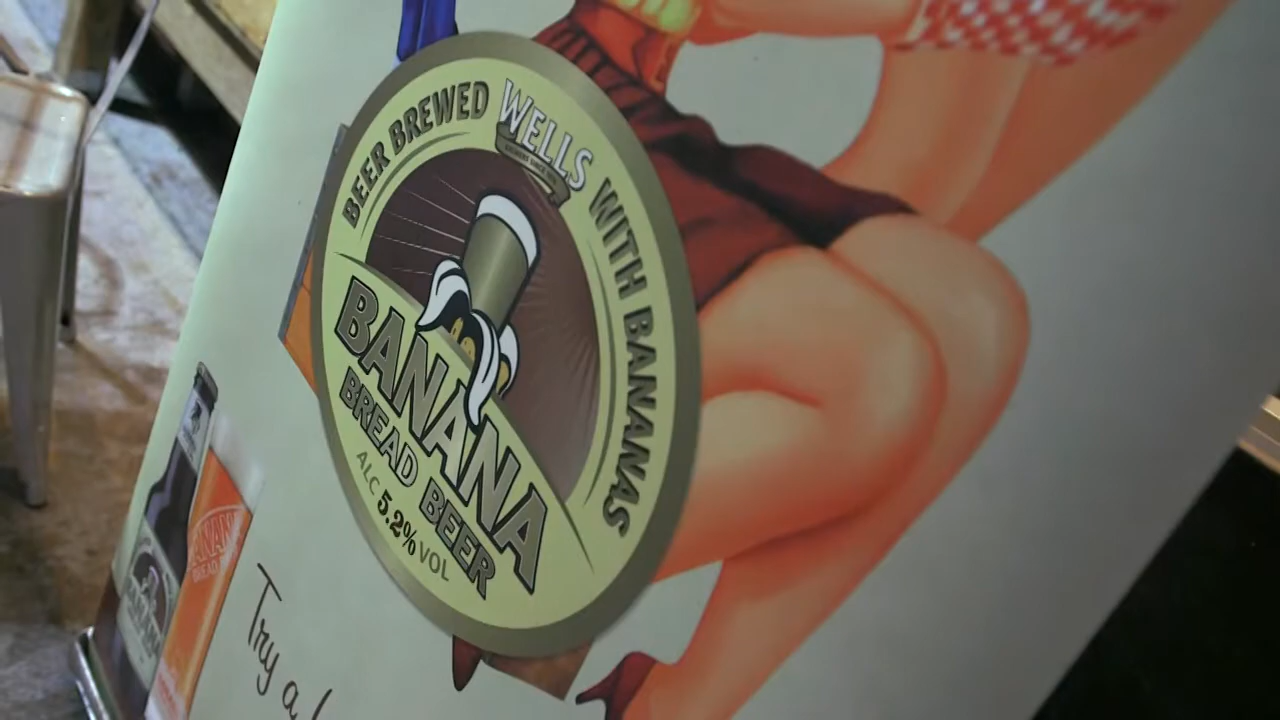 BEER BREWED
WELLS
WITH BANANAS
BANANA
BREAD BEER
ALC 5.2% VOL
Try a